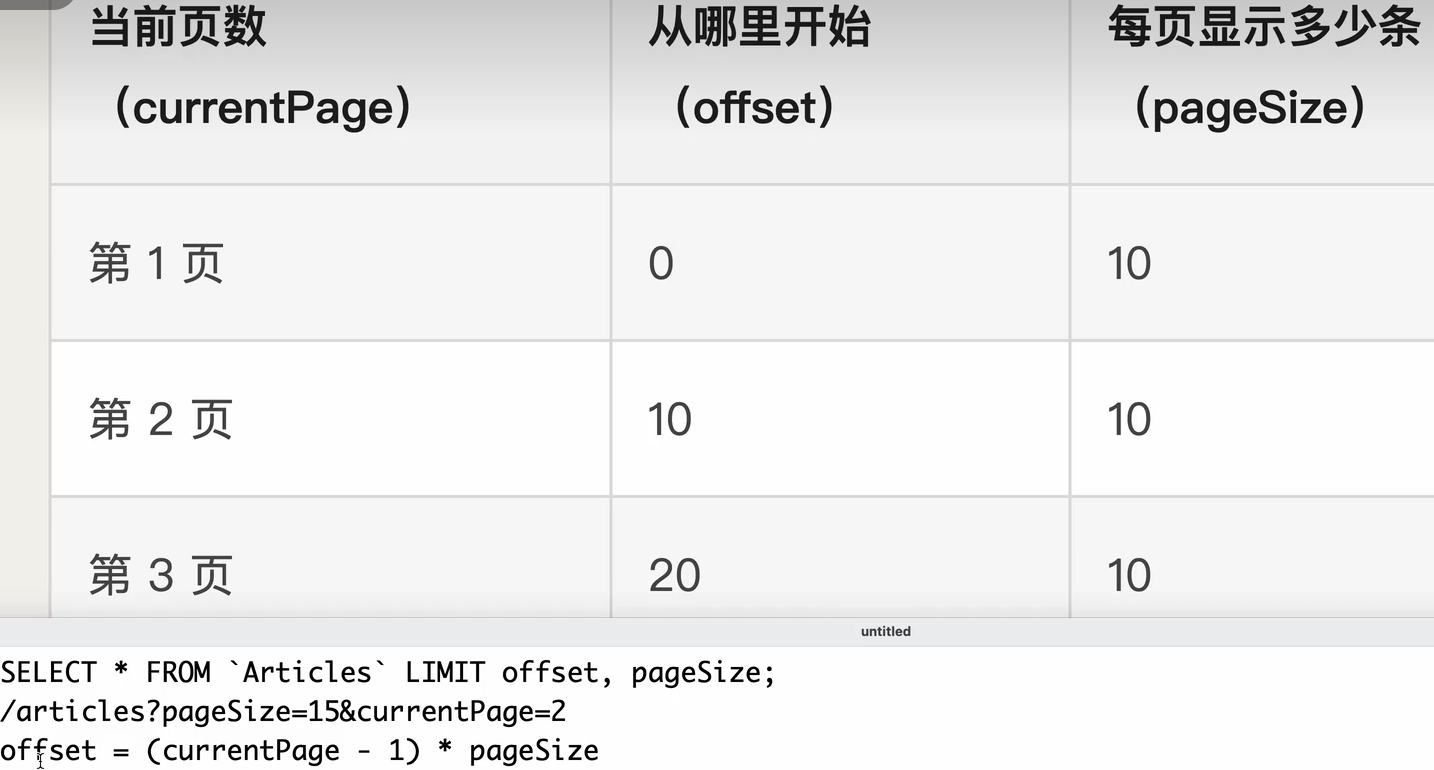 当前页数 从哪里开始 每页显示多少条
（currentPage） （offset） （pageSize）
第 1 页 0 10
第 2 页 10 10
第 3 页 20 10
untitled
SELECT * FROM `Articles` LIMIT offset, pageSize;
/articles?pageSize=15&currentPage=2
offset = (currentPage - 1) * pageSize